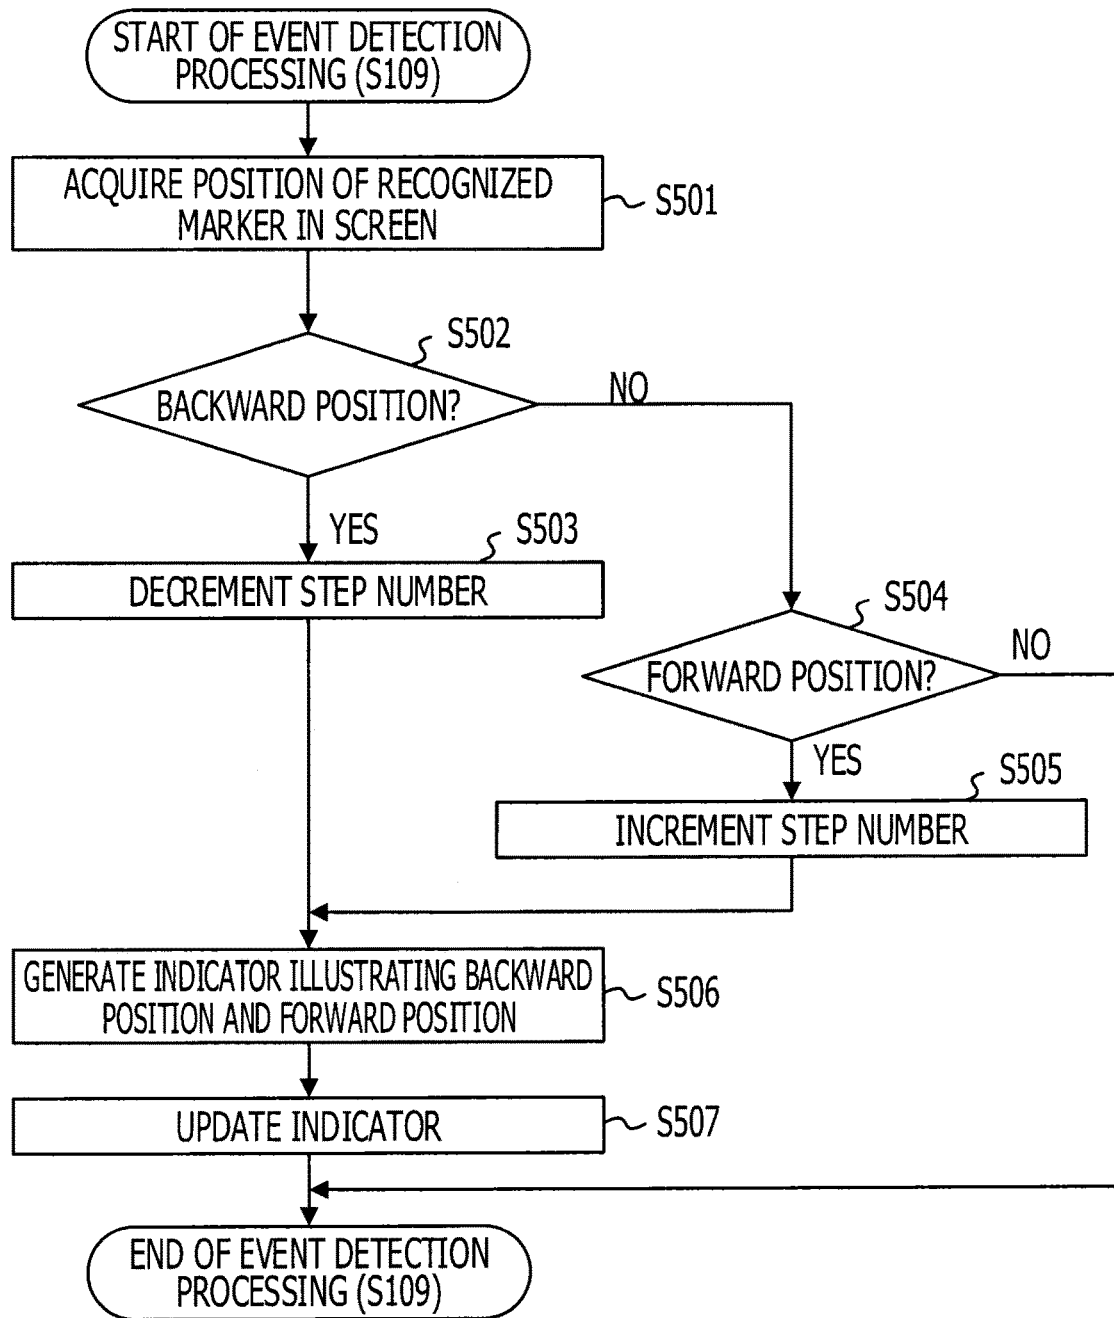 START OF EVENT DETECTION
PROCESSING (S109)
ACQUIRE POSITION OF RECOGNIZED
MARKER IN SCREEN
S501
S502
BACKWARD POSITION?
NO
YES
S503
DECREMENT STEP NUMBER
S504
FORWARD POSITION?
NO
YES
S505
INCREMENT STEP NUMBER
GENERATE INDICATOR ILLUSTRATING BACKWARD
POSITION AND FORWARD POSITION
S506
UPDATE INDICATOR
S507
END OF EVENT DETECTION
PROCESSING (S109)